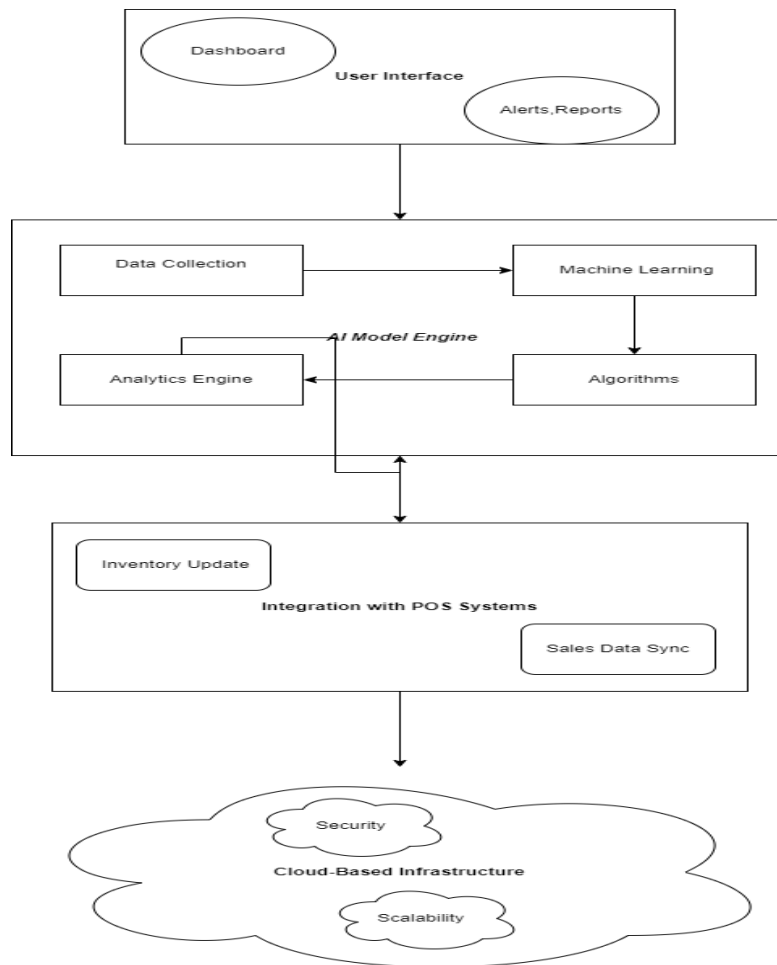 Dashboard
User Interface
Alerts,Reports
Data Collection
Machine Learning
AI Model Engine
Analytics Engine
Algorithms
Inventory Update
Integration with POS Systems
Sales Data Sync
Security
Cloud-Based Infrastructure
Scalability